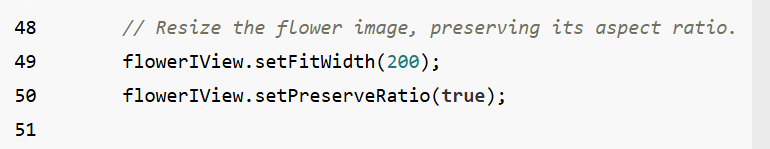 48 // Resize the flower image, preserving its aspect ratio.
49 flowerIView.setFitWidth(200);
50 flowerIView.setPreserveRatio(true);
51